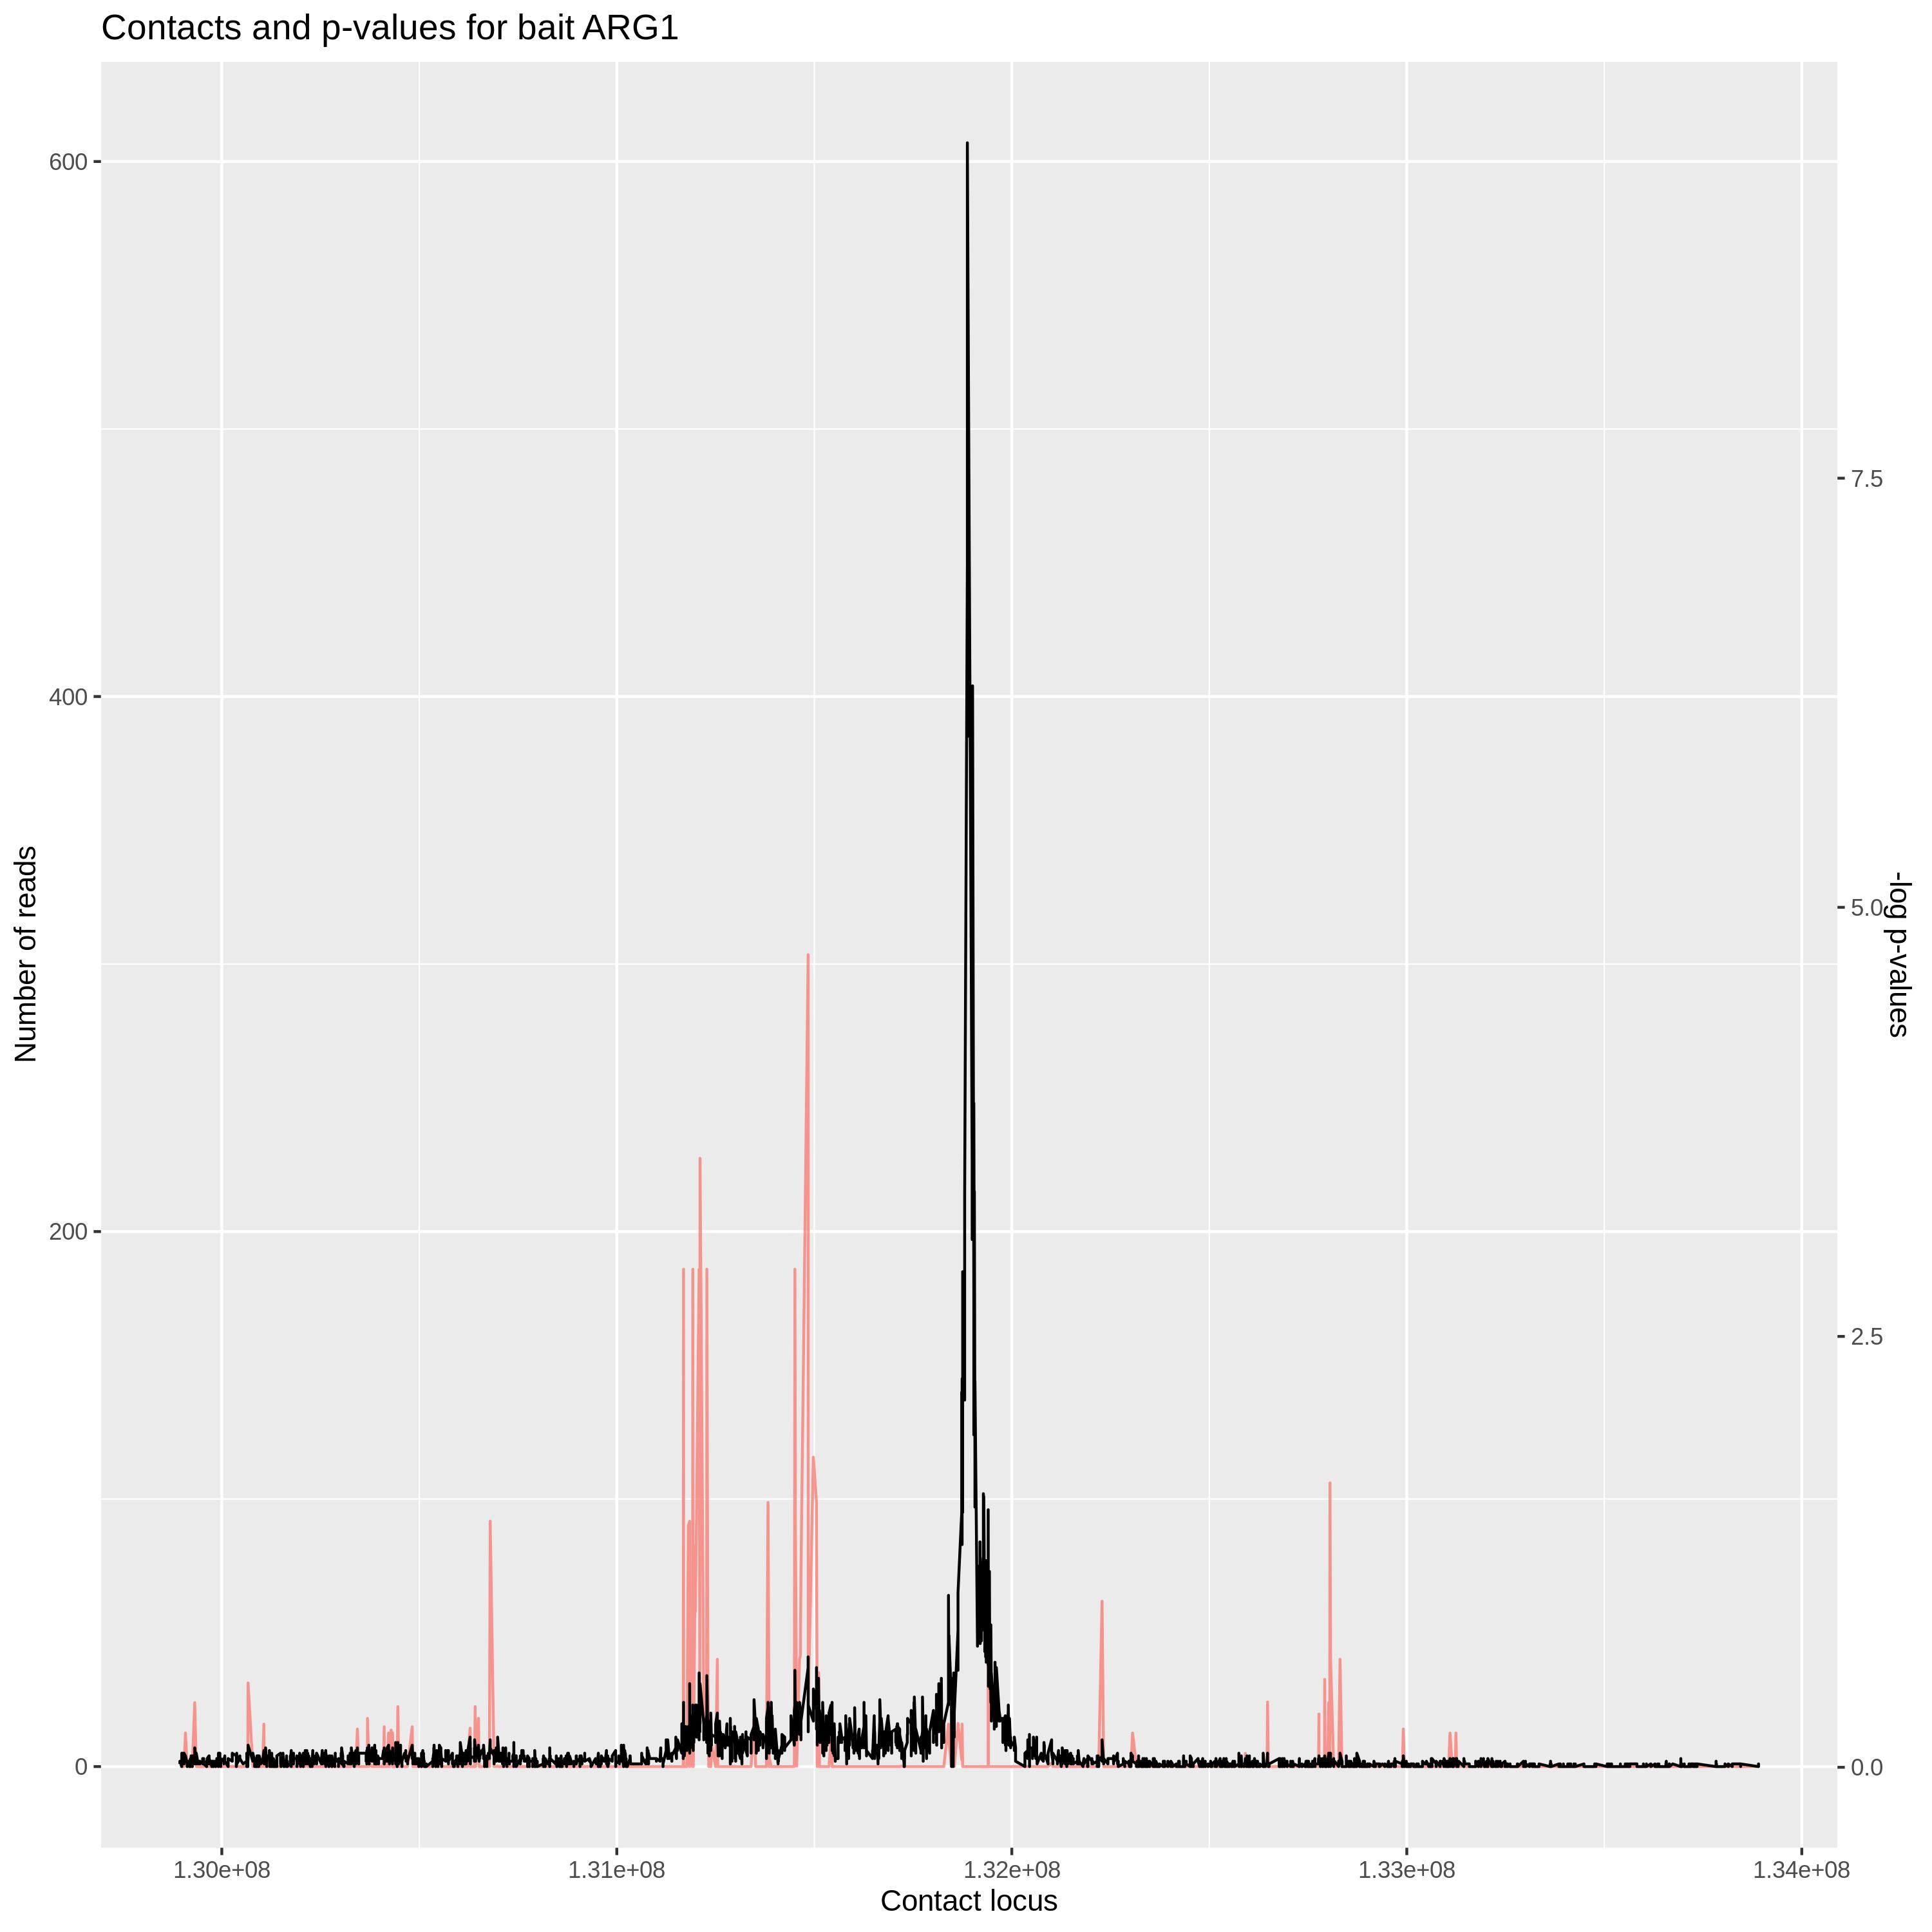 Contacts and p-values for bait ARG1
600
400
200
0
Number of reads
7.5
5.0
2.5
0.0
-log p-values
1.30e+08
1.31e+08
1.32e+08
1.33e+08
1.34e+08
Contact locus